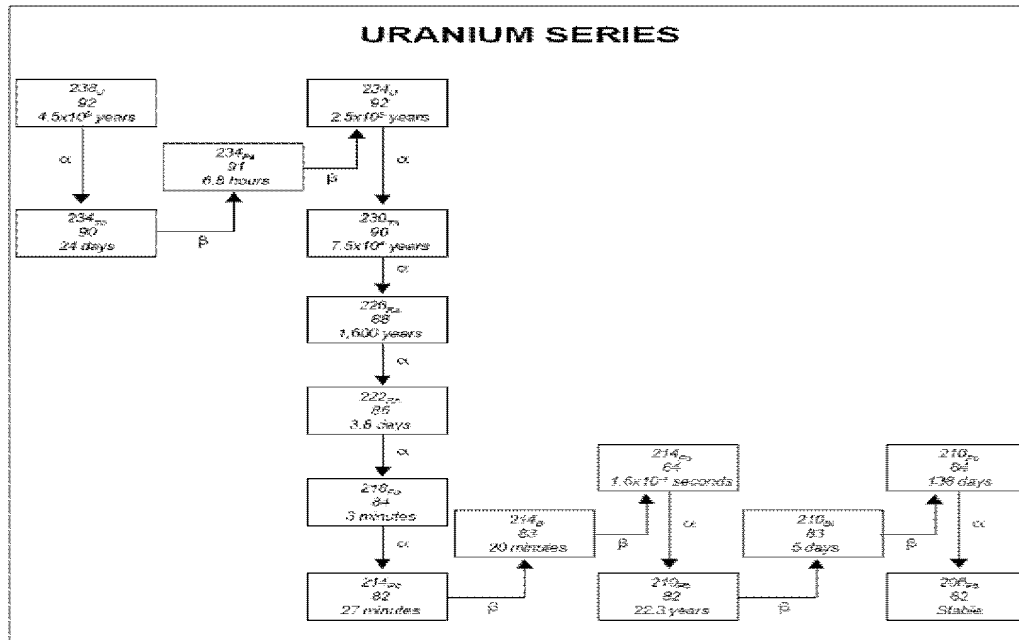 URANIUM SERIES
238U
92
4.5x10⁹ years
α
234Th
90
24 days
β
234Pa
91
6.8 hours
β
234U
92
2.5x10⁵ years
α
230Th
90
7.5x10⁴ years
α
226Ra
88
1,600 years
α
222Rn
86
3.8 days
α
218Po
84
3 minutes
α
214Pb
82
27 minutes
β
214Bi
83
20 minutes
β
214Po
84
1.6x10⁻⁴ seconds
α
210Pb
82
22.3 years
β
210Bi
83
5 days
β
210Po
84
138 days
α
206Pb
82
Stable